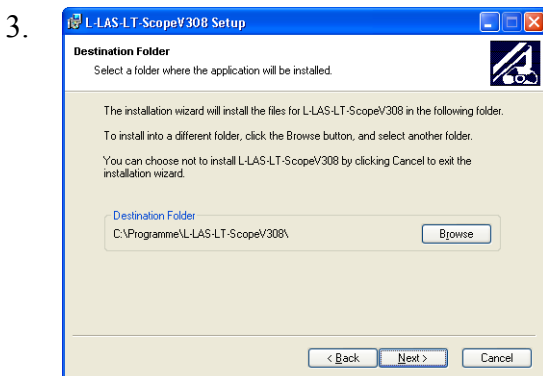 3.
L-LAS-LT-ScopeV308 Setup
Destination Folder
Select a folder where the application will be installed.
The installation wizard will install the files for L-LAS-LT-ScopeV308 in the following folder.
To install into a different folder, click the Browse button, and select another folder.
You can choose not to install L-LAS-LT-ScopeV308 by clicking Cancel to exit the
installation wizard.
Destination Folder
C:\Programme\L-LAS-LT-ScopeV308\
Browse
< Back Next > Cancel